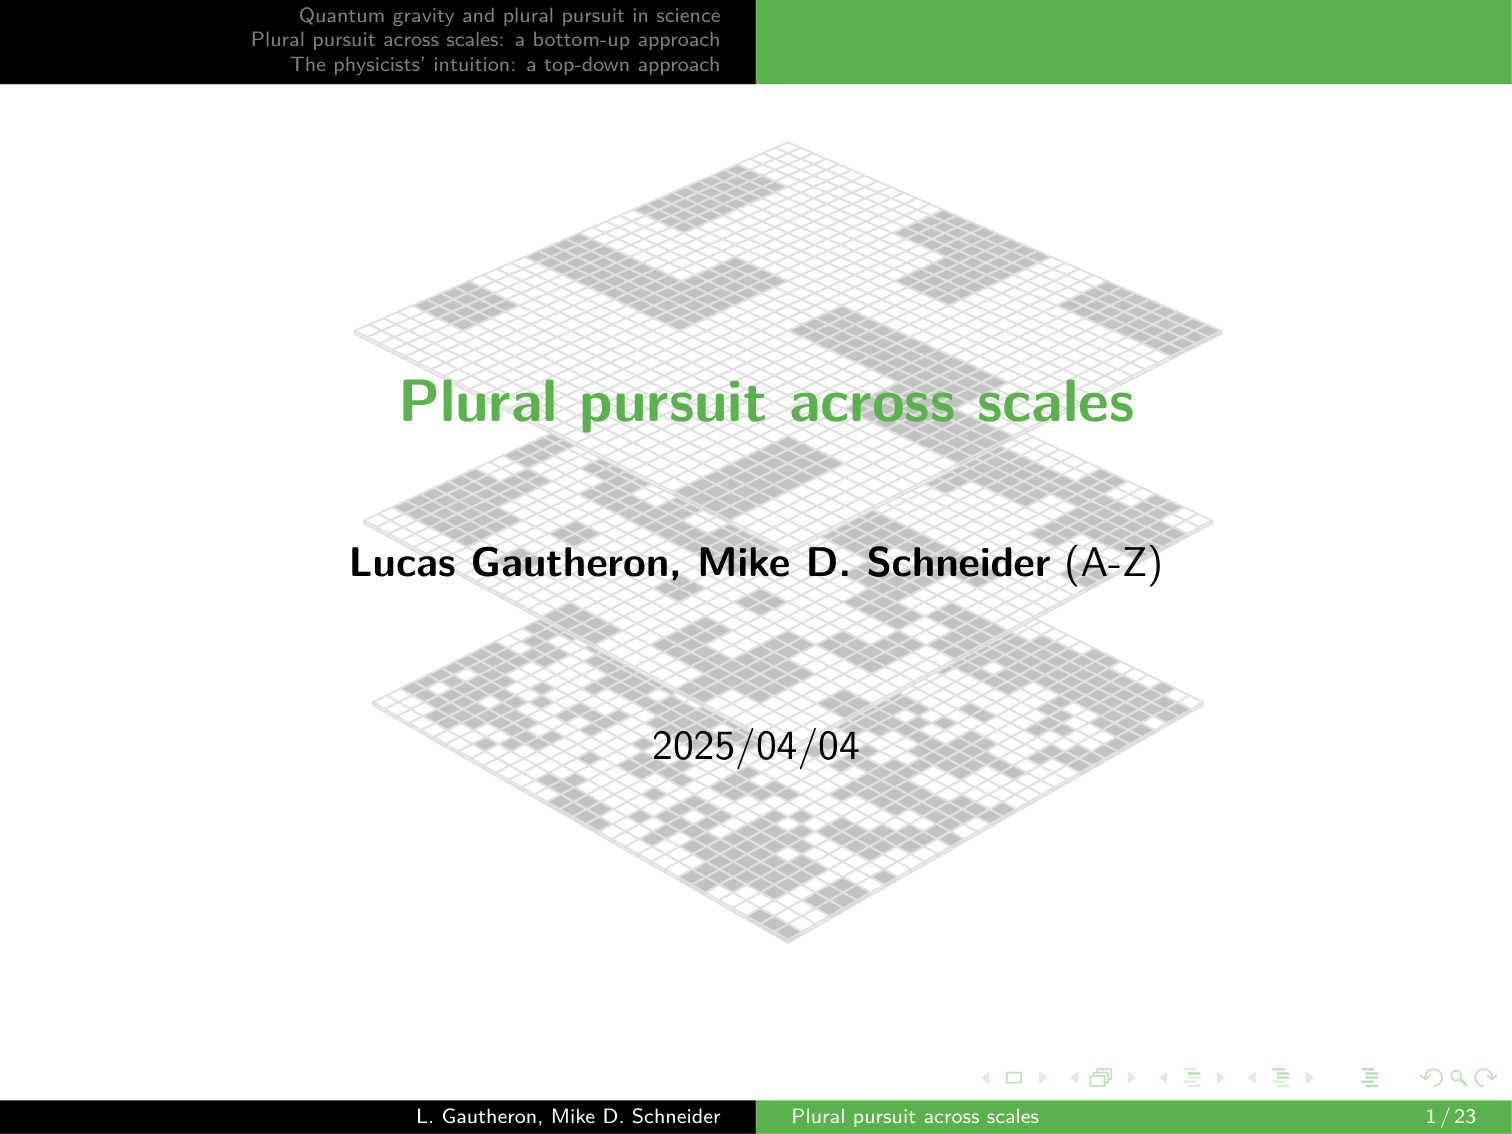 Quantum gravity and plural pursuit in science
Plural pursuit across scales: a bottom-up approach
The physicists' intuition: a top-down approach
Plural pursuit across scales
Lucas Gautheron, Mike D. Schneider (A-Z)
2025/04/04
L. Gautheron, Mike D. Schneider
Plural pursuit across scales
1 / 23